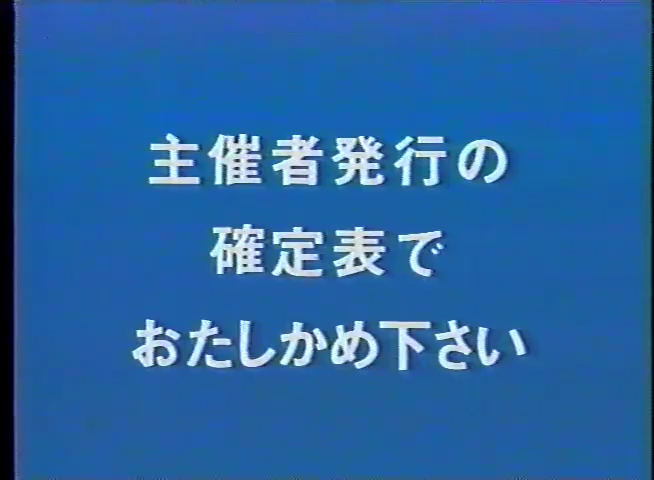 主催者発行の
確定表で
おたしかめ下さい